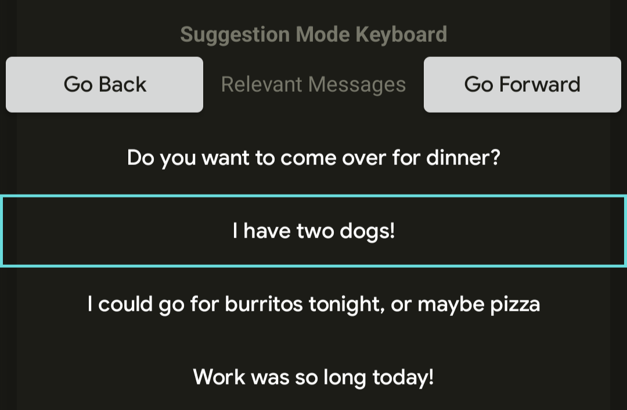 Suggestion Mode Keyboard
Go Back Relevant Messages Go Forward
Do you want to come over for dinner?
I have two dogs!
I could go for burritos tonight, or maybe pizza
Work was so long today!